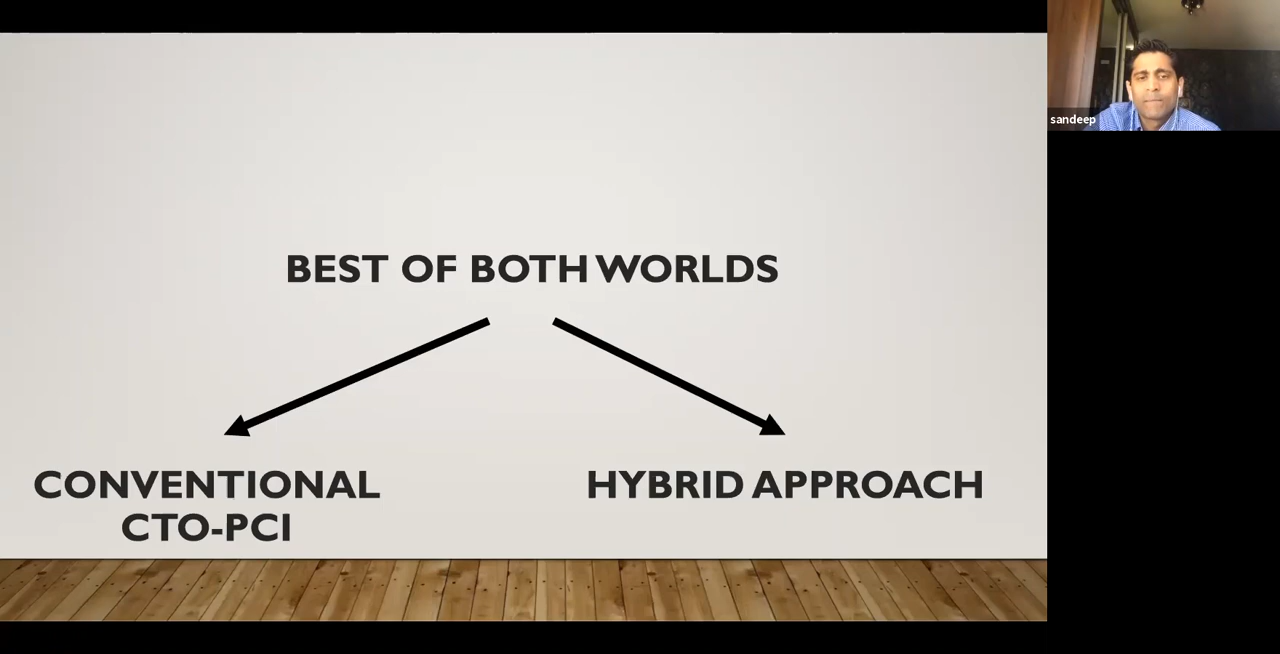 sandeep
BEST OF BOTH WORLDS
CONVENTIONAL
CTO-PCI
HYBRID APPROACH